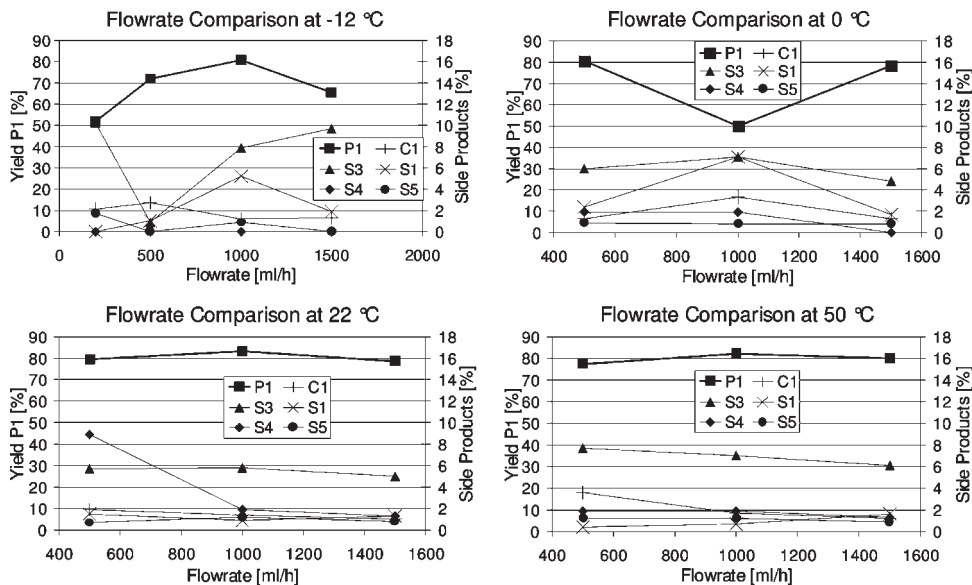 Flowrate Comparison at -12 °C
90 18
80 16
70 14
60 12
50 10
40 8
30 6
20 4
10 2
0 0
Yield P1 [%]
Side Products [%]
P1 C1
S3 S1
S4 S5
0 500 1000 1500 2000
Flowrate [ml/h]
Flowrate Comparison at 0 °C
90 18
80 16
70 14
60 12
50 10
40 8
30 6
20 4
10 2
0 0
Yield P1 [%]
Side Products [%]
P1 C1
S3 S1
S4 S5
400 600 800 1000 1200 1400 1600
Flowrate [ml/h]
Flowrate Comparison at 22 °C
90 18
80 16
70 14
60 12
50 10
40 8
30 6
20 4
10 2
0 0
Yield P1 [%]
Side Products [%]
P1 C1
S3 S1
S4 S5
400 600 800 1000 1200 1400 1600
Flowrate [ml/h]
Flowrate Comparison at 50 °C
90 18
80 16
70 14
60 12
50 10
40 8
30 6
20 4
10 2
0 0
Yield P1 [%]
Side Products [%]
P1 C1
S3 S1
S4 S5
400 600 800 1000 1200 1400 1600
Flowrate [ml/h]